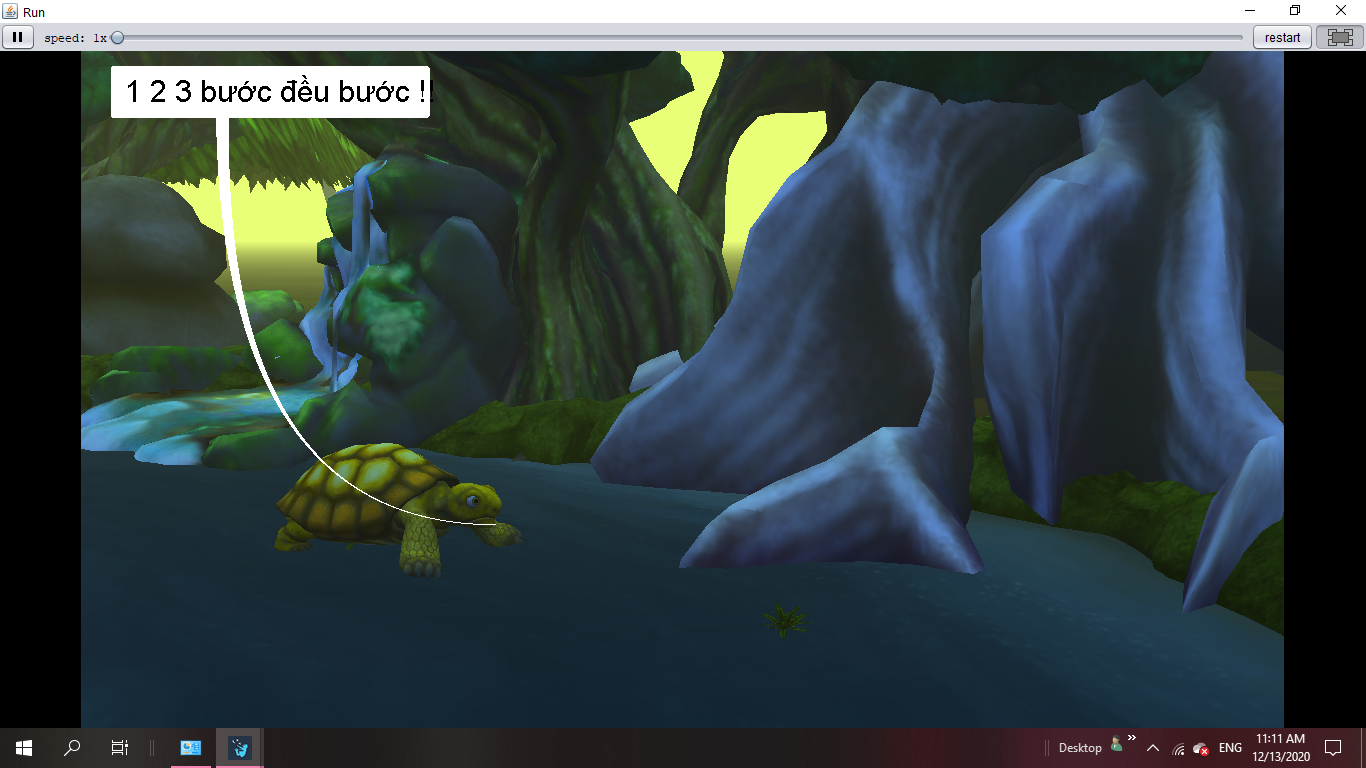 Run
speed: 1x
restart
1 2 3 bước đều bước !!
Desktop
ENG
11:11 AM
12/13/2020